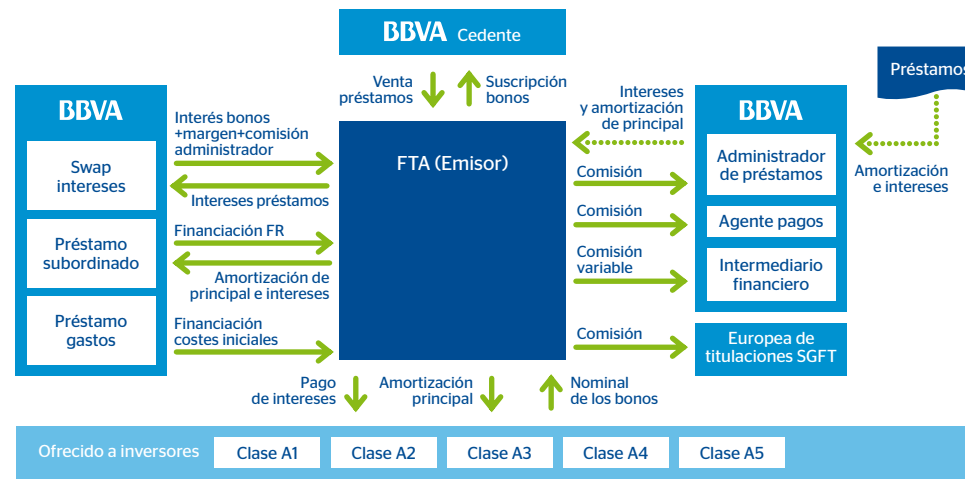 BBVA Cedente
Venta
préstamos
Suscripción
bonos
Préstamos
BBVA
Swap
intereses
Préstamo
subordinado
Préstamo
gastos
Interés bonos
+margen+comisión
administrador
Intereses préstamos
Financiación FR
Amortización de
principal e intereses
Financiación
costes iniciales
FTA (Emisor)
Intereses
y amortización
de principal
Comisión
Comisión
Comisión
variable
Comisión
BBVA
Administrador
de préstamos
Agente pagos
Intermediario
financiero
Amortización
e intereses
Europea de
titulaciones SGFT
Pago
de intereses
Amortización
principal
Nominal
de los bonos
Ofrecido a inversores
Clase A1
Clase A2
Clase A3
Clase A4
Clase A5